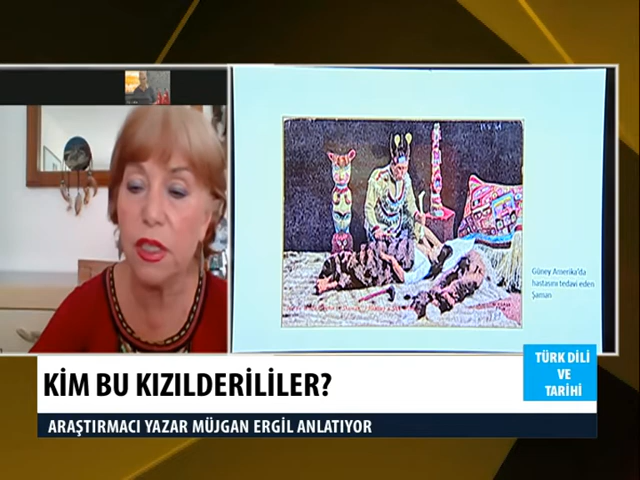 Güney Amerika'da
hastasını tedavi eden
Şaman
TÜRK DİLİ
VE
TARİHİ
KİM BU KIZILDERİLİLER?
ARAŞTIRMACI YAZAR MÜJGAN ERGİL ANLATIYOR